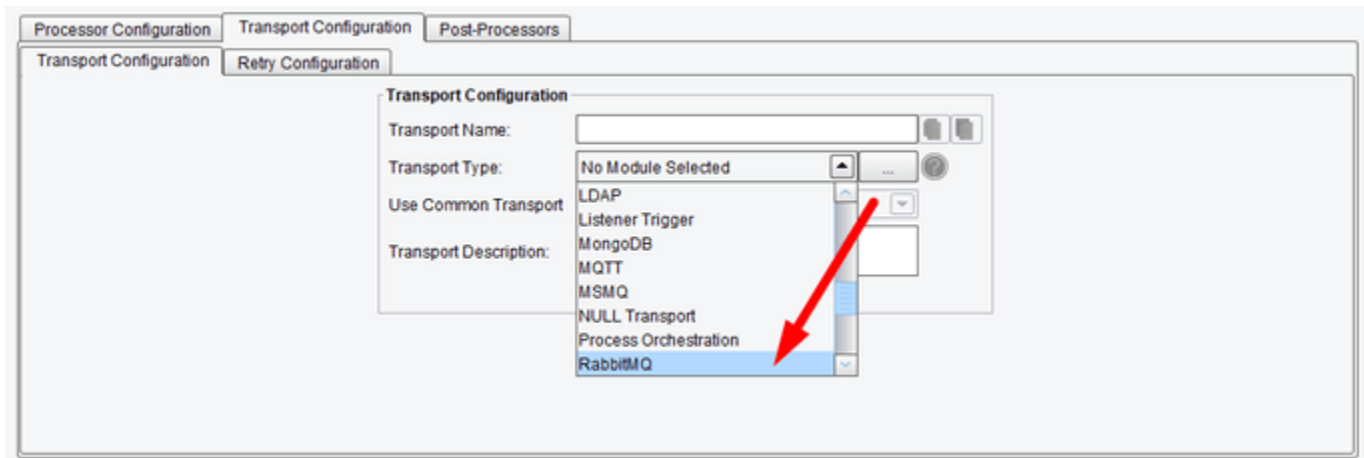 Processor Configuration Transport Configuration Post-Processors
Transport Configuration Retry Configuration
Transport Configuration
Transport Name:
Transport Type: No Module Selected ...
Use Common Transport
Transport Description:
LDAP
Listener Trigger
MongoDB
MQTT
MSMQ
NULL Transport
Process Orchestration
RabbitMQ